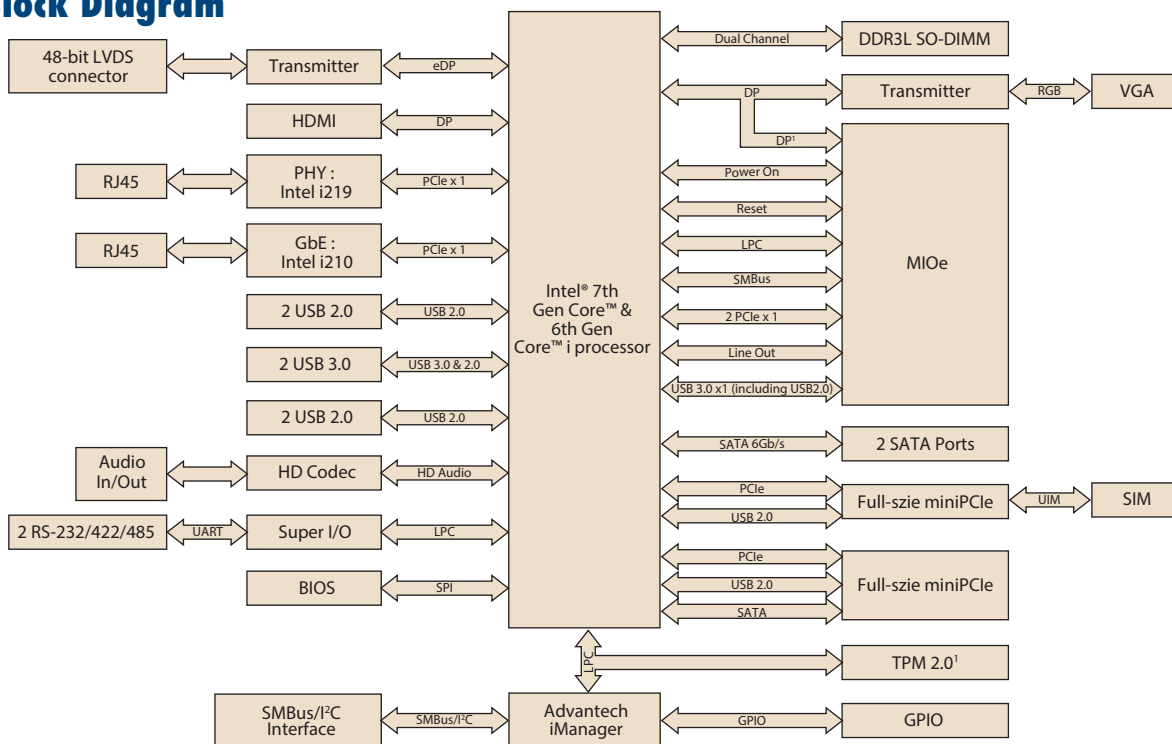 Block Diagram
48-bit LVDS
connector
Transmitter
eDP
HDMI
DP
RJ45
PHY :
Intel i219
PCIe x 1
RJ45
GbE :
Intel i210
PCIe x 1
2 USB 2.0
USB 2.0
2 USB 3.0
USB 3.0 & 2.0
2 USB 2.0
USB 2.0
Audio
In/Out
HD Codec
HD Audio
2 RS-232/422/485
UART
Super I/O
LPC
BIOS
SPI
Intel® 7th
Gen Core™ &
6th Gen
Core™ i processor
Dual Channel
DDR3L SO-DIMM
DP
Transmitter
RGB
VGA
DP¹
Power On
Reset
LPC
SMBus
2 PCIe x 1
Line Out
USB 3.0 x1 (including USB2.0)
MIOe
SATA 6Gb/s
2 SATA Ports
PCIe
USB 2.0
Full-szie miniPCIe
UIM
SIM
PCIe
USB 2.0
SATA
Full-szie miniPCIe
LPC
TPM 2.0¹
SMBus/I²C
Interface
SMBus/I²C
Advantech
iManager
GPIO
GPIO